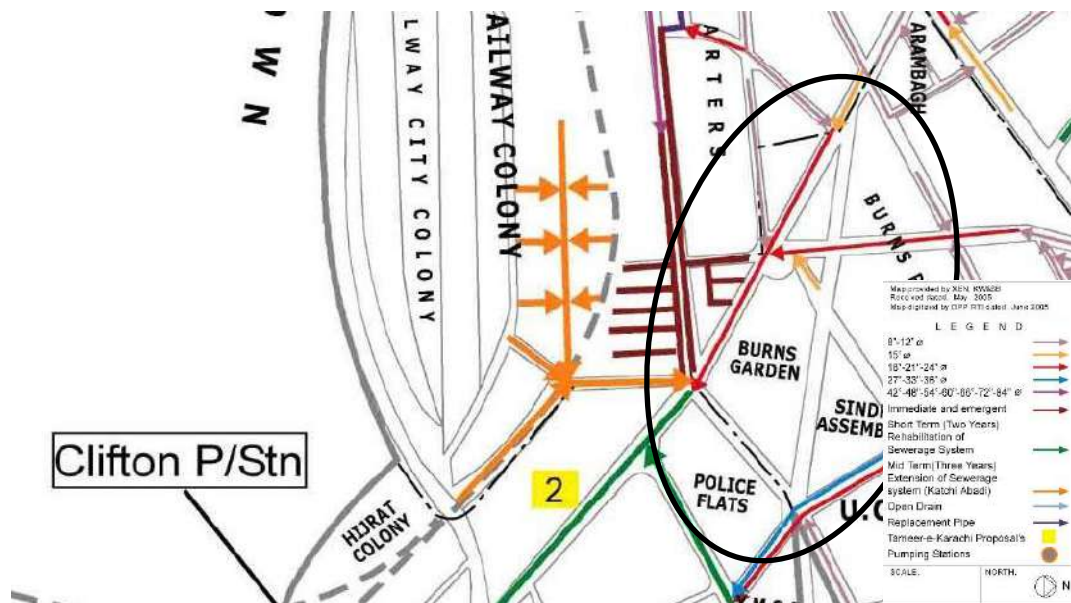 OWN
LWAY CITY COLONY
AILWAY COLONY
ARTERS
ARAMBAGH
BURNS
BURNS
GARDEN
SINDH
ASSEMB
Clifton P/Stn
2
POLICE
FLATS
U.C
HIJRAT
COLONY
Map provided by XEN, KW&SB
Received dated. May 2005
Map digitized by OPP RTI dated June 2005
LEGEND
8"-12" ø
15" ø
18"-21"-24" ø
27"-33"-36" ø
42"-48"-54"-60"-66"-72"-84" ø
Immediate and emergent
Short Term (Two Years)
Rehabilitation of
Sewerage System
Mid Term(Three Years)
Extension of Sewerage
system (Katchi Abadi)
Open Drain
Replacement Pipe
Tameer-e-Karachi Proposal's
Pumping Stations
SCALE.
NORTH.
N